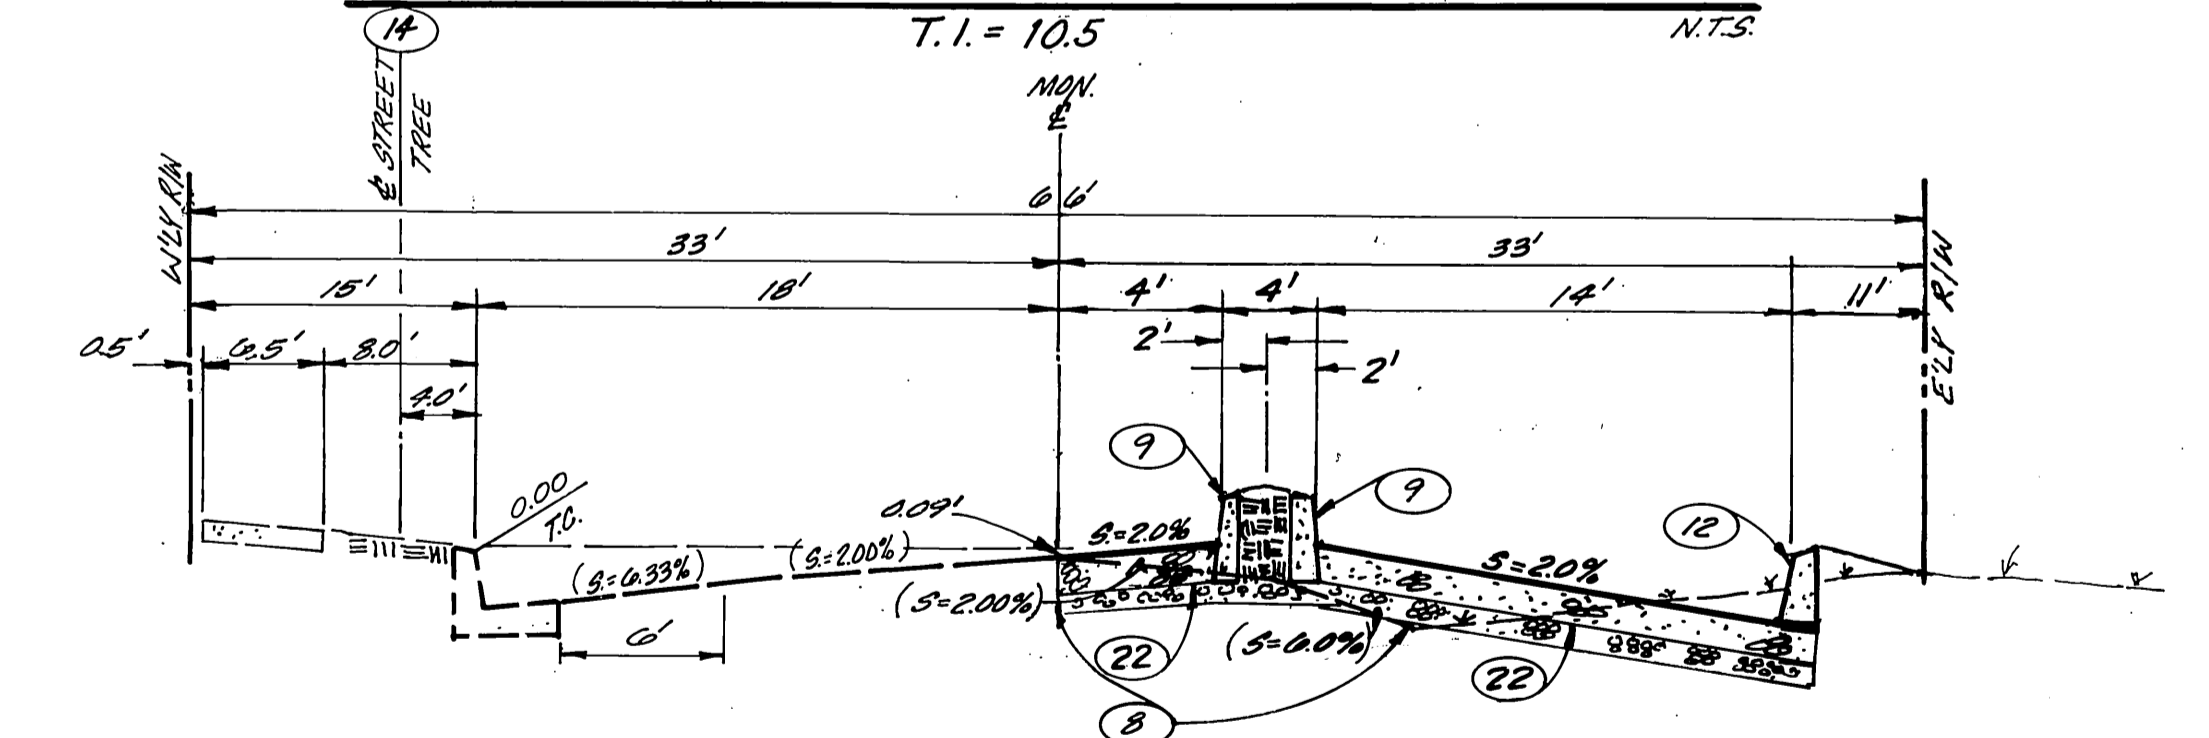 14
T.I. = 10.5
N.T.S.
MON.
℄
℄ STREET
TREE
W'LY R/W
66'
33'
33'
E'LY R/W
15'
18'
4'
4'
14'
11'
2'
0.5'
6.5'
8.0'
2'
4.0'
9
9
0.00
T.C.
0.09'
12
S=2.0%
(S=2.00%)
(S=6.33%)
S=2.0%
(S=2.00%)
6'
(S=6.0%)
22
22
8